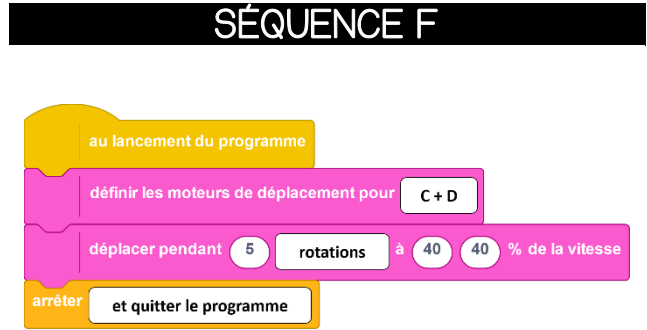 SÉQUENCE F
au lancement du programme
définir les moteurs de déplacement pour C + D
déplacer pendant 5 rotations à 40 40 % de la vitesse
arrêter et quitter le programme